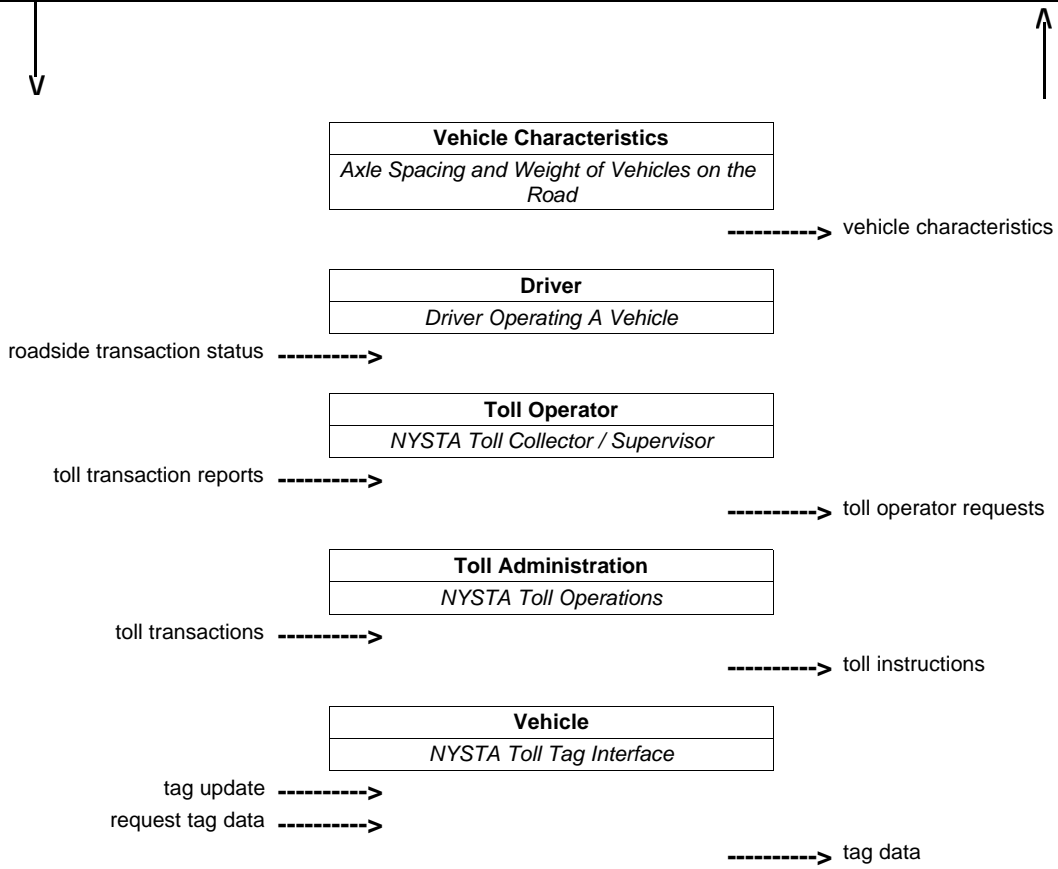 Vehicle Characteristics
Axle Spacing and Weight of Vehicles on the
Road
----------> vehicle characteristics
Driver
Driver Operating A Vehicle
roadside transaction status ---------->
Toll Operator
NYSTA Toll Collector / Supervisor
toll transaction reports ---------->
----------> toll operator requests
Toll Administration
NYSTA Toll Operations
toll transactions ---------->
----------> toll instructions
Vehicle
NYSTA Toll Tag Interface
tag update ---------->
request tag data ---------->
----------> tag data